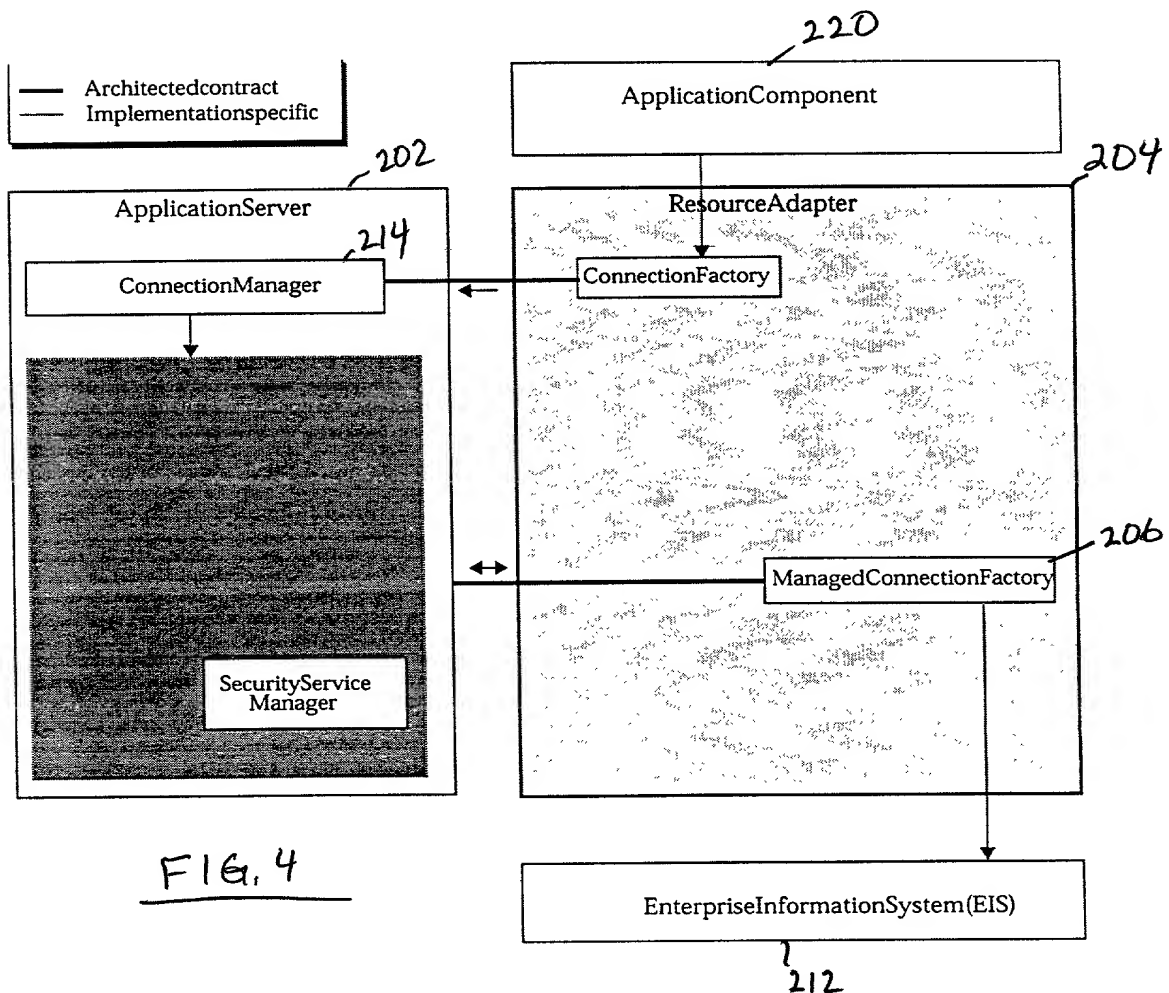 220
Architectedcontract
Implementationspecific
ApplicationComponent
202
204
ApplicationServer
ResourceAdapter
214
ConnectionManager
ConnectionFactory
206
ManagedConnectionFactory
SecurityService
Manager
FIG. 4
EnterpriseInformationSystem(EIS)
212